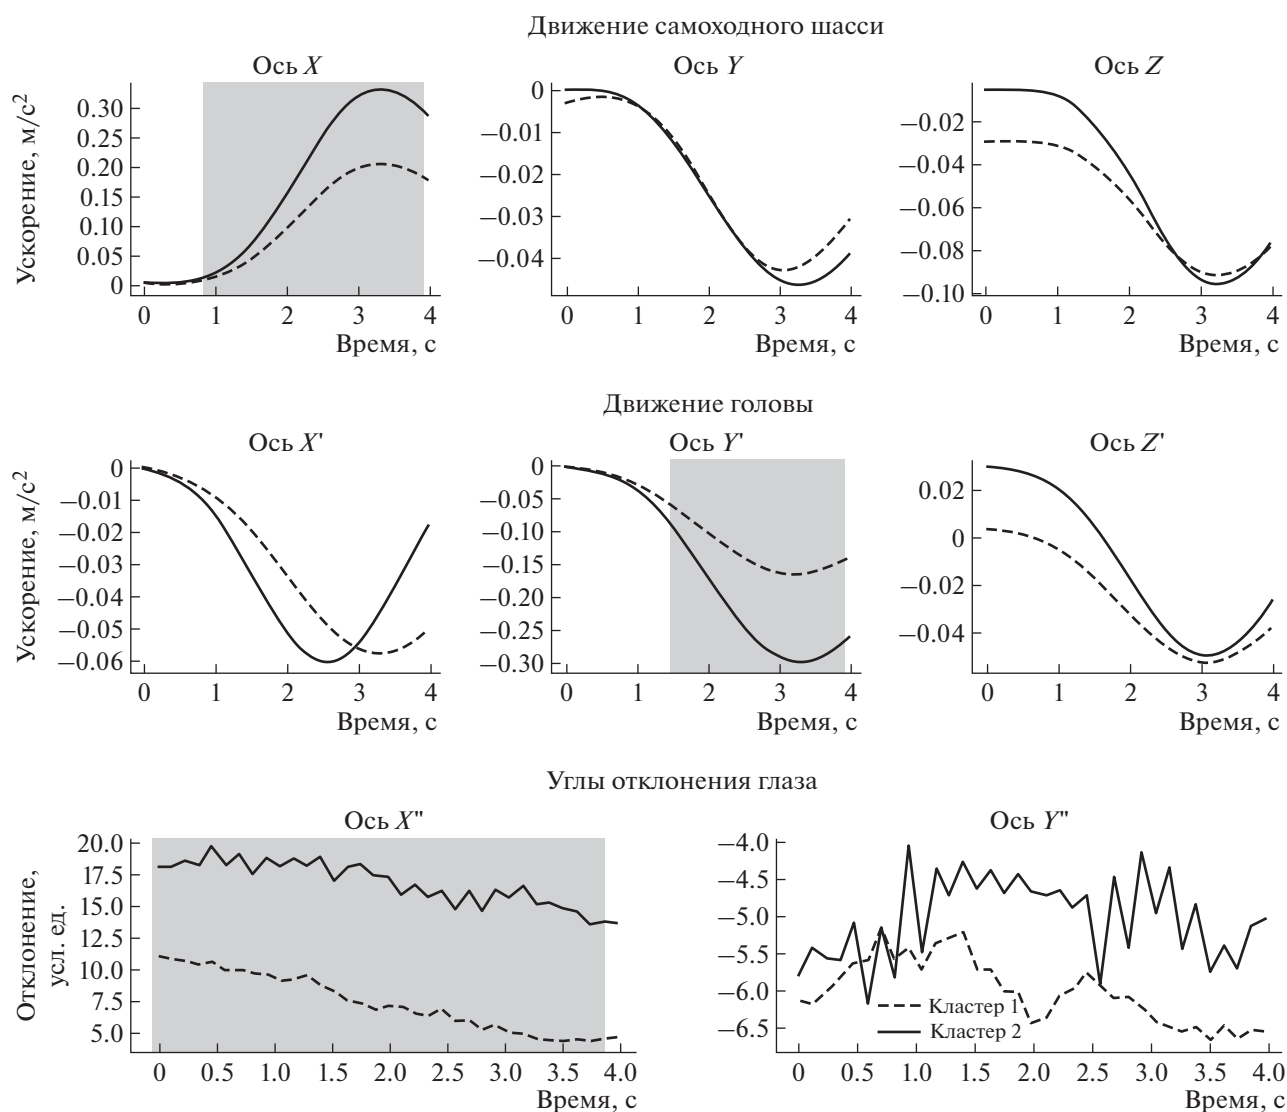 Движение самоходного шасси
Ось X
Ось Y
Ось Z
Ускорение, м/с²
0.30
0.25
0.20
0.15
0.10
0.05
0
0 1 2 3 4
Время, с
0
−0.01
−0.02
−0.03
−0.04
0 1 2 3 4
Время, с
−0.02
−0.04
−0.06
−0.08
−0.10
0 1 2 3 4
Время, с
Движение головы
Ось X'
Ось Y'
Ось Z'
Ускорение, м/с²
0
−0.01
−0.02
−0.03
−0.04
−0.05
−0.06
0 1 2 3 4
Время, с
0
−0.05
−0.10
−0.15
−0.20
−0.25
−0.30
0 1 2 3 4
Время, с
0.02
0
−0.02
−0.04
0 1 2 3 4
Время, с
Углы отклонения глаза
Ось X"
Ось Y"
Отклонение,
усл. ед.
20.0
17.5
15.0
12.5
10.0
7.5
5.0
0 0.5 1.0 1.5 2.0 2.5 3.0 3.5 4.0
Время, с
−4.0
−4.5
−5.0
−5.5
−6.0
−6.5
Кластер 1
Кластер 2
0 0.5 1.0 1.5 2.0 2.5 3.0 3.5 4.0
Время, с